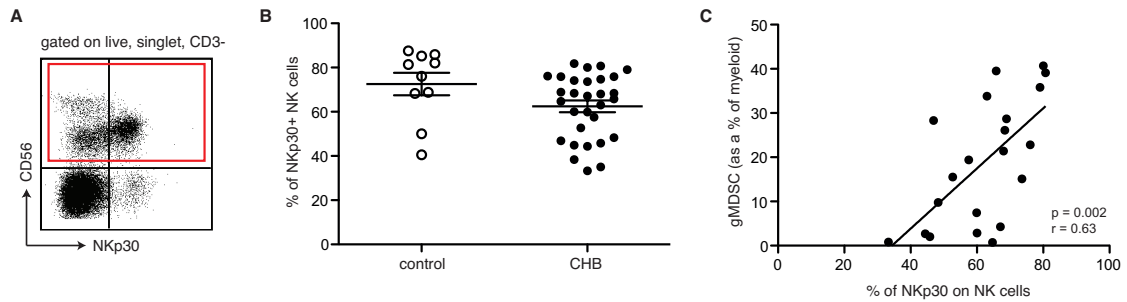 A
gated on live, singlet, CD3-
CD56
NKp30
B
% of NKp30+ NK cells
100
80
60
40
20
0
control
CHB
C
gMDSC (as a % of myeloid)
50
40
30
20
10
0
0
20
40
60
80
100
p = 0.002
r = 0.63
% of NKp30 on NK cells